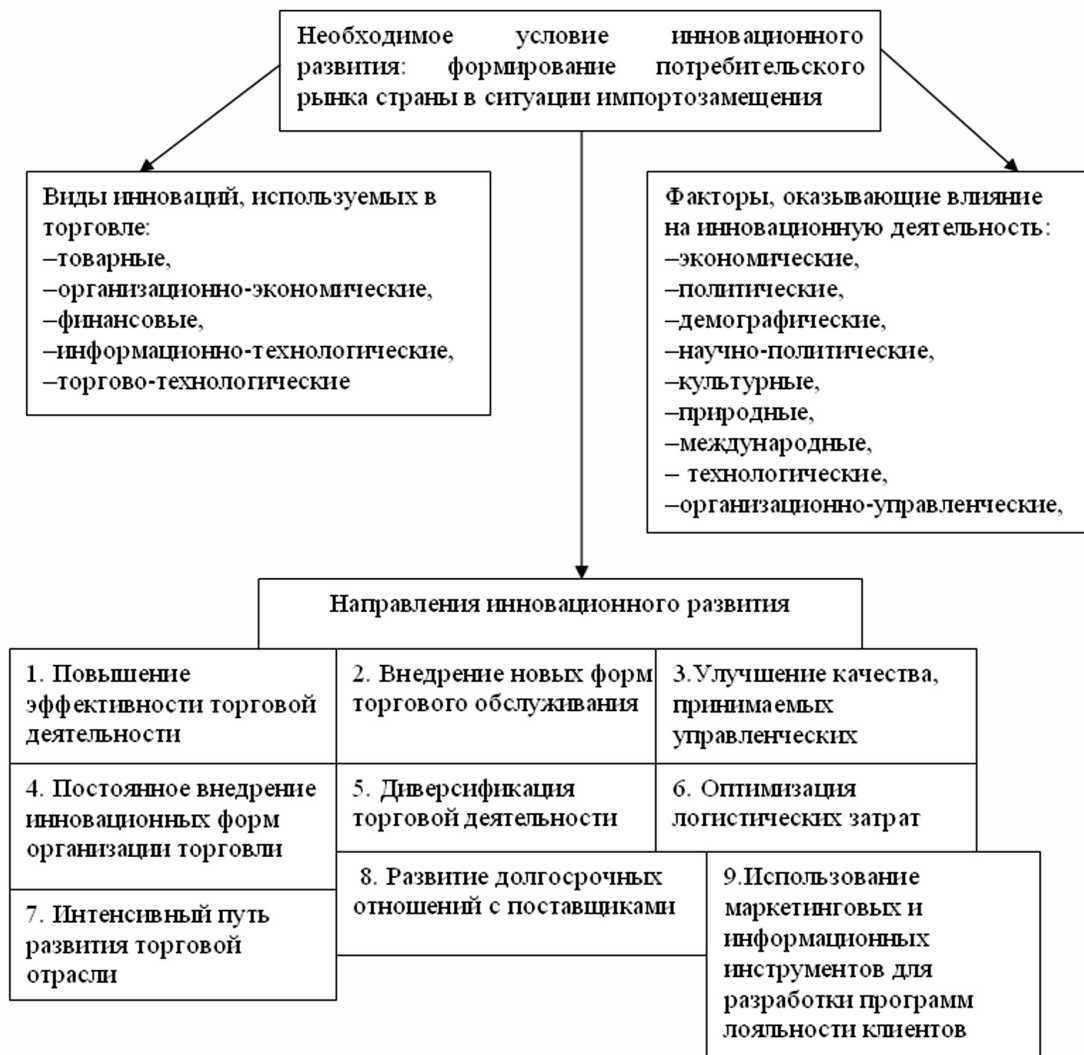 Необходимое условие инновационного
развития: формирование потребительского
рынка страны в ситуации импортозамещения
Виды инноваций, используемых в
торговле:
–товарные,
–организационно-экономические,
–финансовые,
–информационно-технологические,
–торгово-технологические
Факторы, оказывающие влияние
на инновационную деятельность:
–экономические,
–политические,
–демографические,
–научно-политические,
–культурные,
–природные,
–международные,
– технологические,
–организационно-управленческие,
Направления инновационного развития
1. Повышение
эффективности торговой
деятельности
2. Внедрение новых форм
торгового обслуживания
3.Улучшение качества,
принимаемых
управленческих
4. Постоянное внедрение
инновационных форм
организации торговли
5. Диверсификация
торговой деятельности
6. Оптимизация
логистических затрат
7. Интенсивный путь
развития торговой
отрасли
8. Развитие долгосрочных
отношений с поставщиками
9.Использование
маркетинговых и
информационных
инструментов для
разработки программ
лояльности клиентов